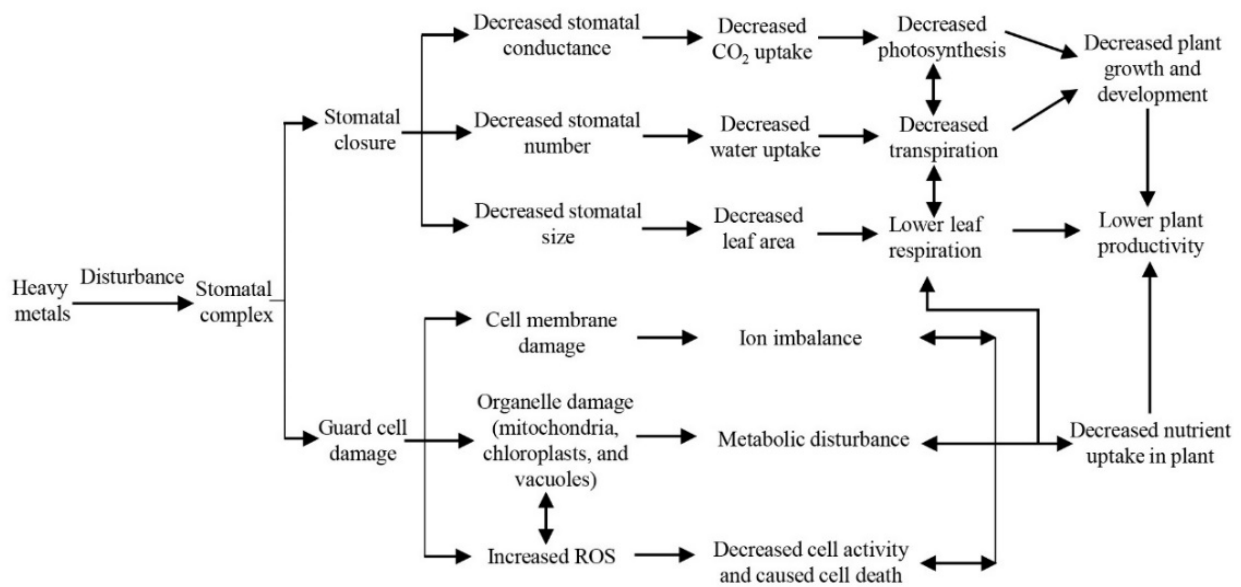 Decreased stomatal
conductance
Decreased
CO₂ uptake
Decreased
photosynthesis
Decreased plant
growth and
development
Stomatal
closure
Decreased stomatal
number
Decreased
water uptake
Decreased
transpiration
Decreased stomatal
size
Decreased
leaf area
Lower leaf
respiration
Lower plant
productivity
Heavy
metals
Disturbance
Stomatal
complex
Cell membrane
damage
Ion imbalance
Guard cell
damage
Organelle damage
(mitochondria,
chloroplasts, and
vacuoles)
Metabolic disturbance
Decreased nutrient
uptake in plant
Increased ROS
Decreased cell activity
and caused cell death